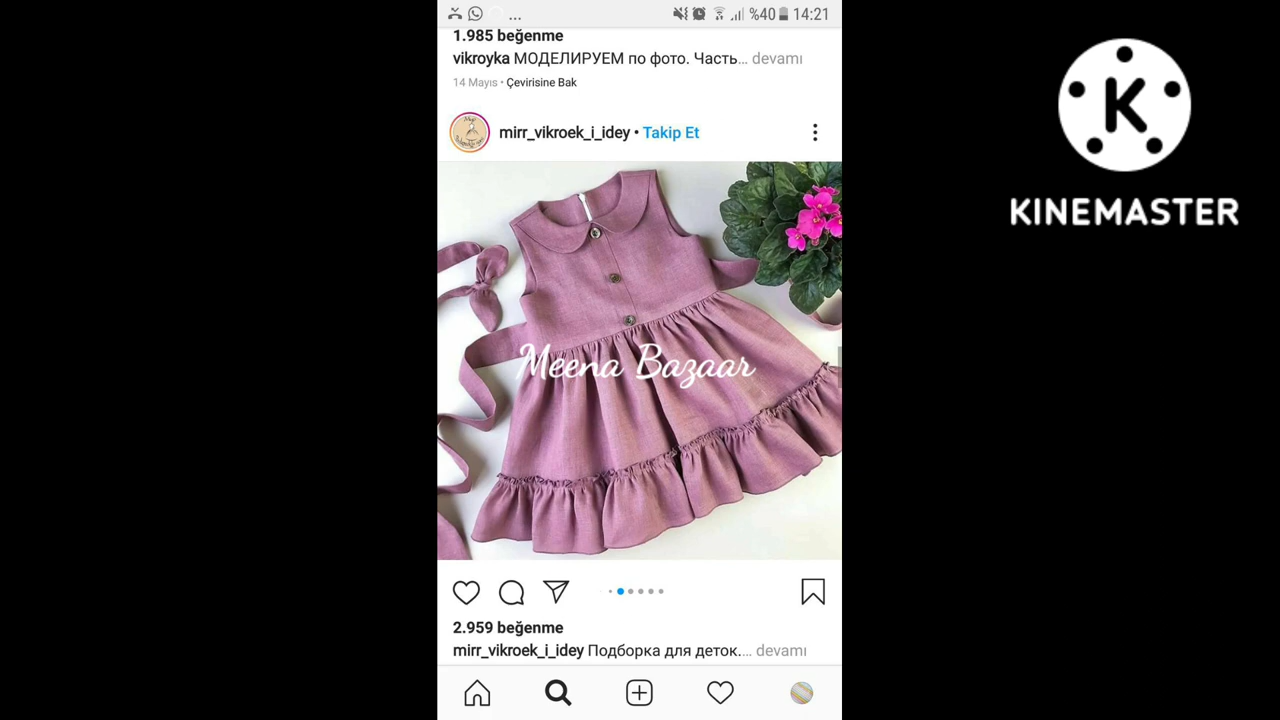 ... %40 14:21
1.985 beğenme
vikroyka МОДЕЛИРУЕМ по фото. Часть... devamı
14 Mayıs • Çevirisine Bak
mirr_vikroek_i_idey • Takip Et
Meena Bazaar
2.959 beğenme
mirr_vikroek_i_idey Подборка для деток.... devamı
K
KINEMASTER